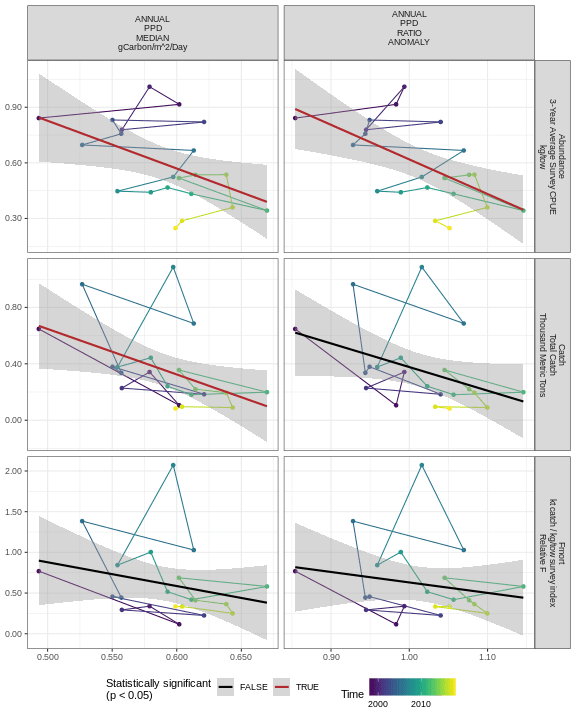 ANNUAL
PPD
MEDIAN
gCarbon/m^2/Day
ANNUAL
PPD
RATIO
ANOMALY
0.90
0.60
0.30
Abundance
3-Year Average Survey CPUE
kg/tow
0.80
0.40
0.00
Catch
Total Catch
Thousand Metric Tons
2.00
1.50
1.00
0.50
0.00
Fmort
Relative F
kt catch / kg/tow survey index
0.500
0.550
0.600
0.650
0.90
1.00
1.10
Statistically significant
(p < 0.05)
FALSE
TRUE
Time
2000
2010